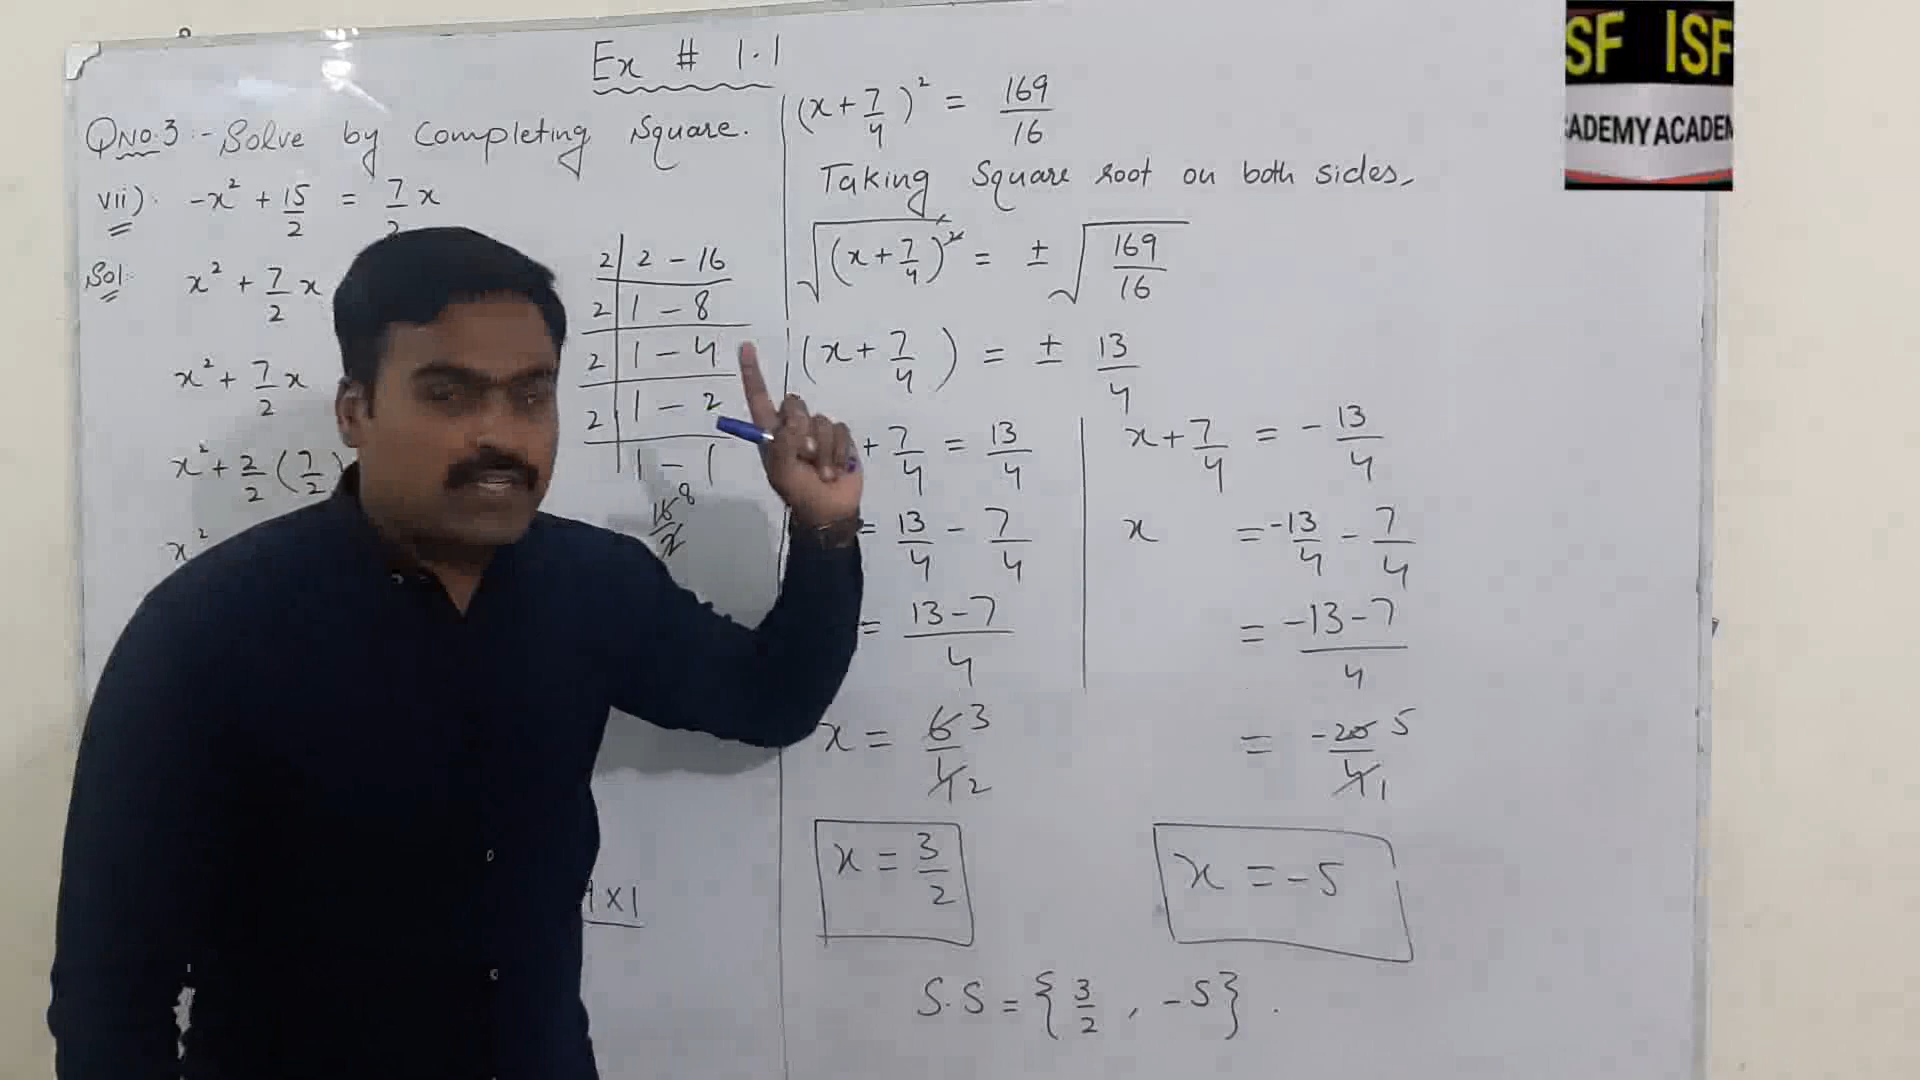 Ex # 1.1
QNO.3:- Solve by Completing Square.
vii). -x² + 15/2 = 7/2 x
Sol:-
x² + 7/2 x
x² + 7/2 x
x² + 2/2 (7/2)
x²
2 | 2 - 16
2 | 1 - 8
2 | 1 - 4
2 | 1 - 2
1 - 1
16/2 8
×1
(x + 7/4)² = 169/16
Taking Square root on both sides,
√(x + 7/4)² = ± √169/16
(x + 7/4) = ± 13/4
+ 7/4 = 13/4
= 13/4 - 7/4
= 13-7/4
x = 6/4 3/2
x = 3/2
x + 7/4 = -13/4
x = -13/4 - 7/4
= -13-7/4
= -20/4 5/1
x = -5
S.S = {3/2 , -5}.
SF ISF
ADEMY ACADEM